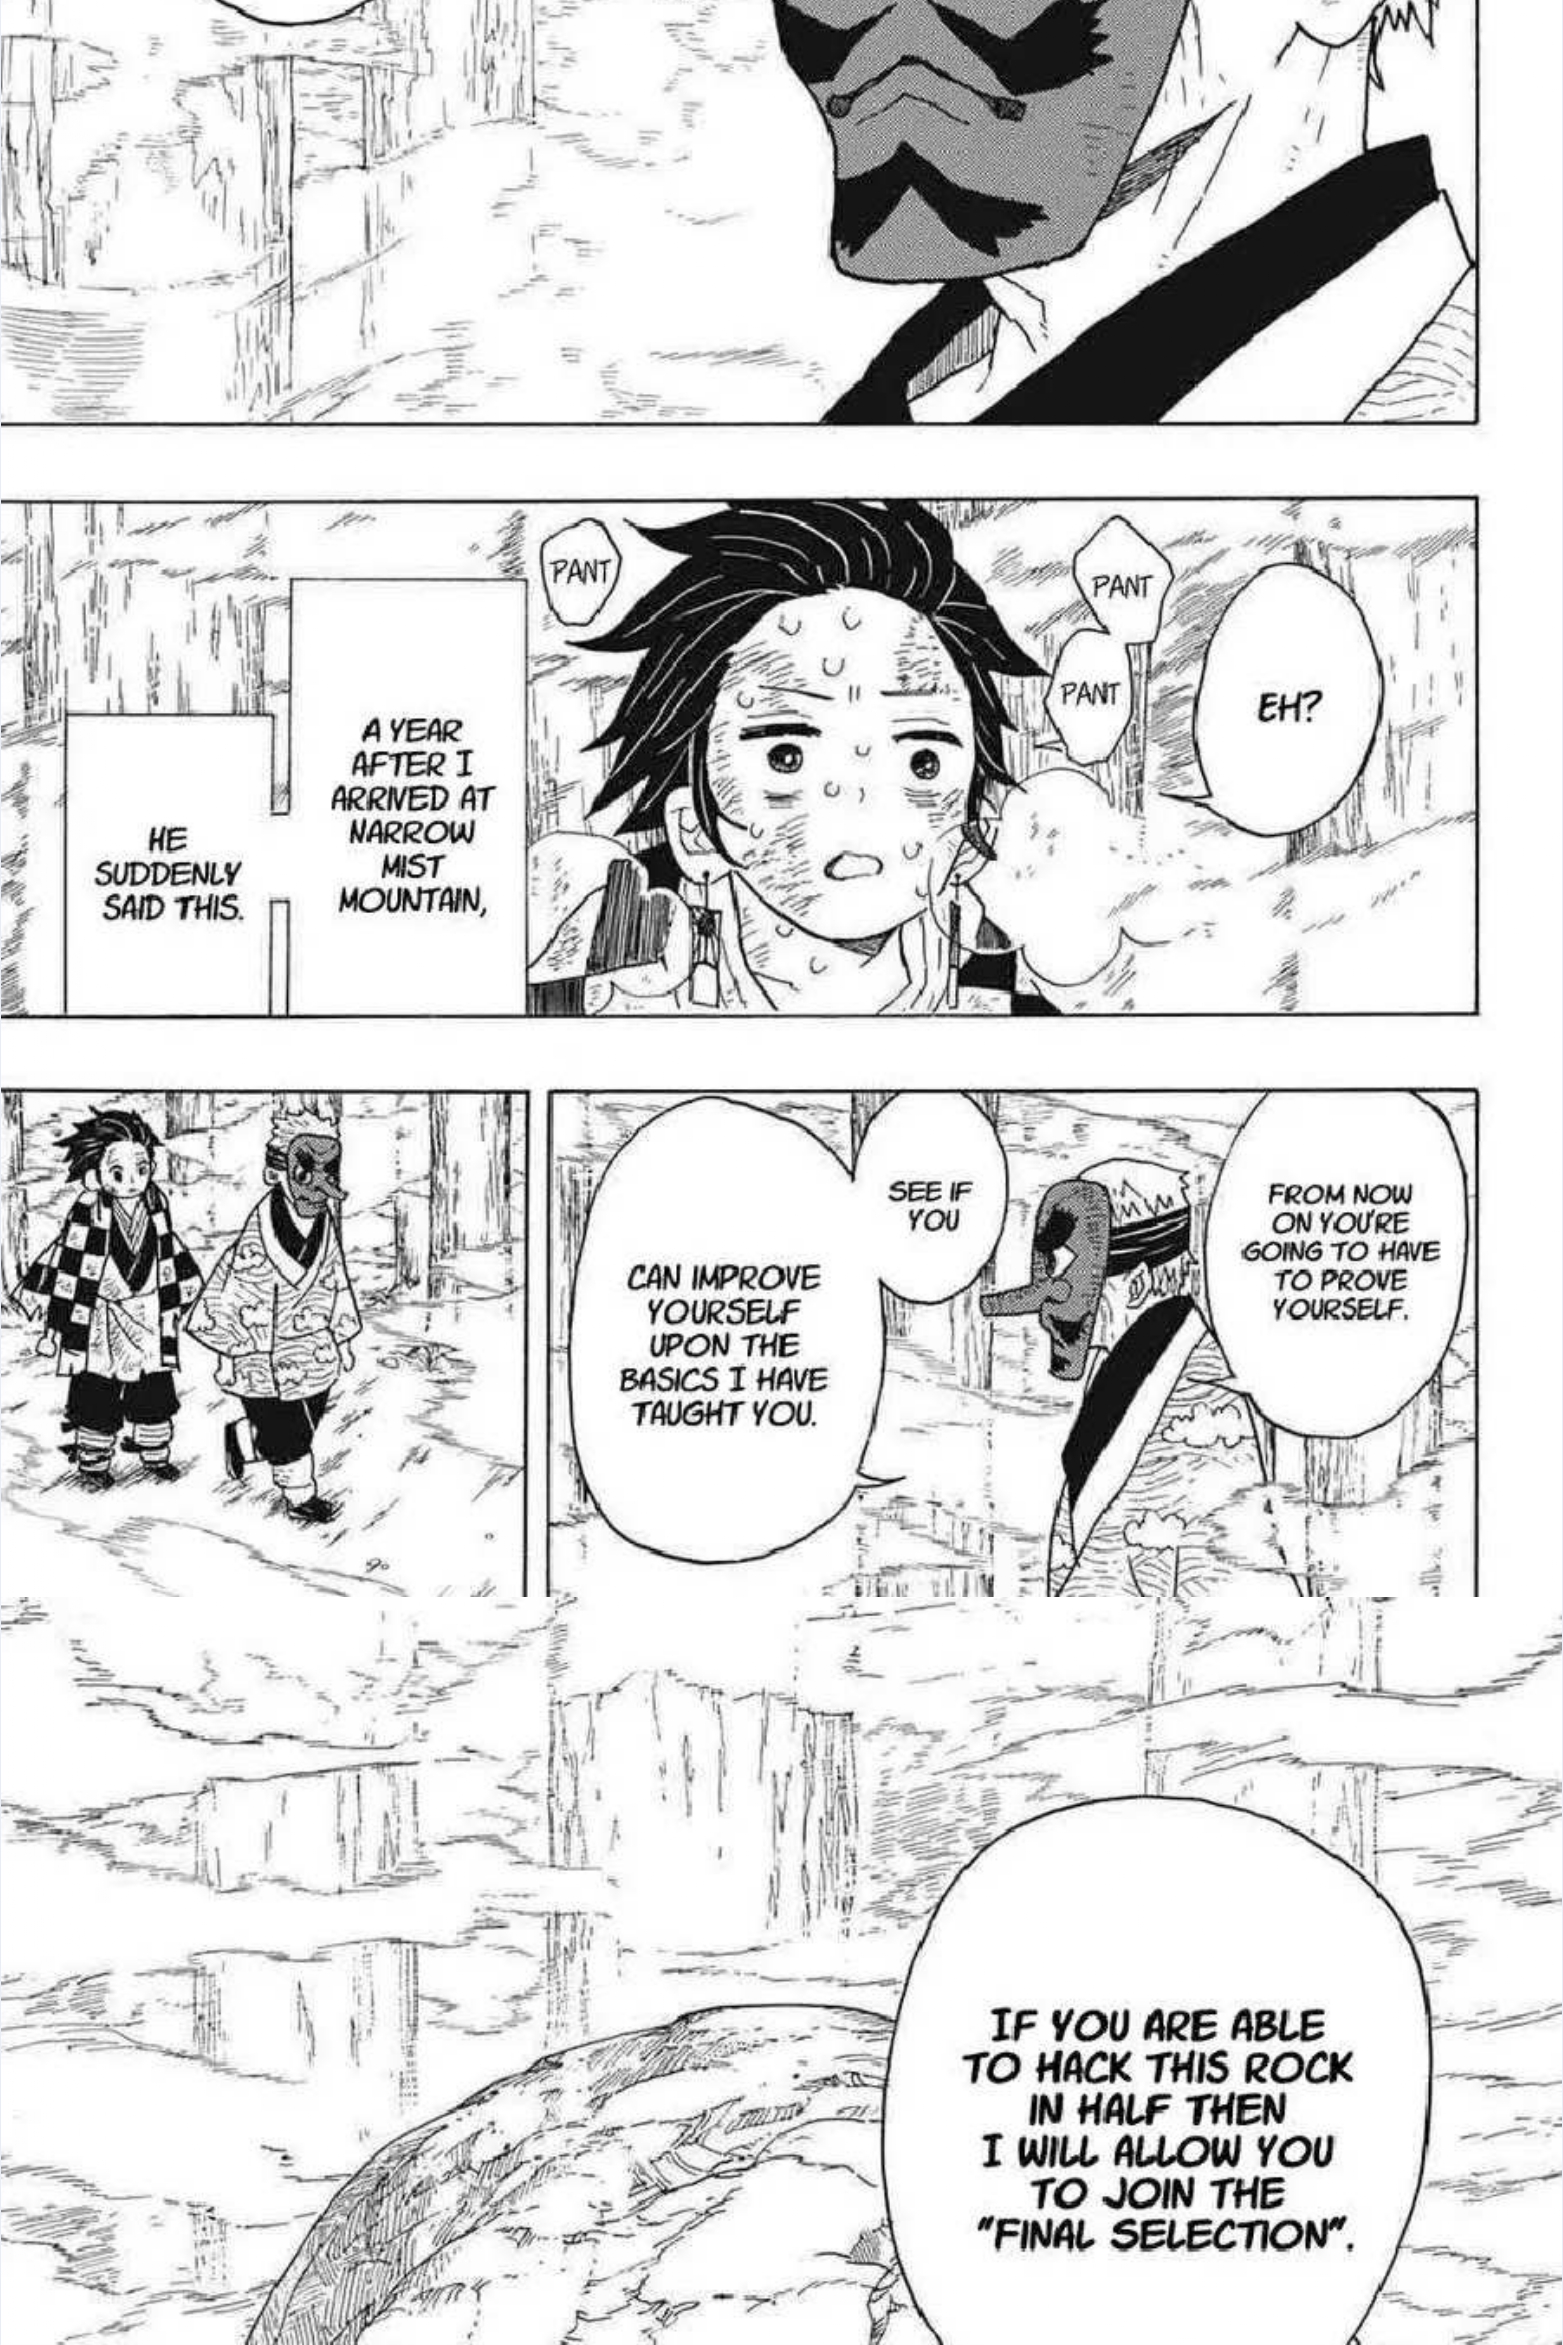 EH?
PANT
PANT
PANT
A YEAR
AFTER I
ARRIVED AT
NARROW
MIST
MOUNTAIN,
HE
SUDDENLY
SAID THIS.
FROM NOW
ON YOU'RE
GOING TO HAVE
TO PROVE
YOURSELF.
SEE IF
YOU
CAN IMPROVE
YOURSELF
UPON THE
BASICS I HAVE
TAUGHT YOU.
IF YOU ARE ABLE
TO HACK THIS ROCK
IN HALF THEN
I WILL ALLOW YOU
TO JOIN THE
"FINAL SELECTION".